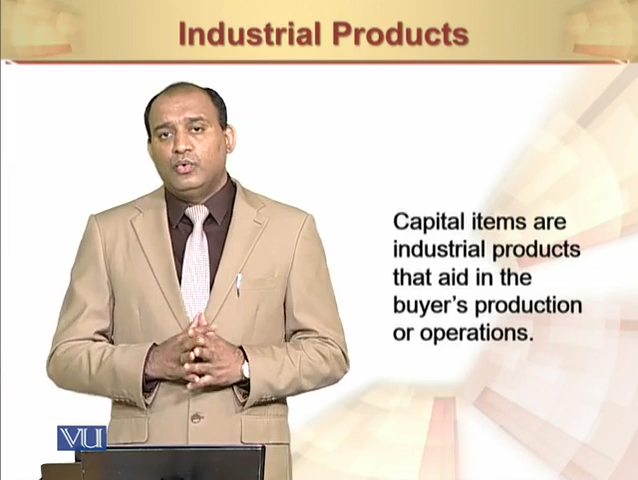 Industrial Products
Capital items are
industrial products
that aid in the
buyer's production
or operations.
VU